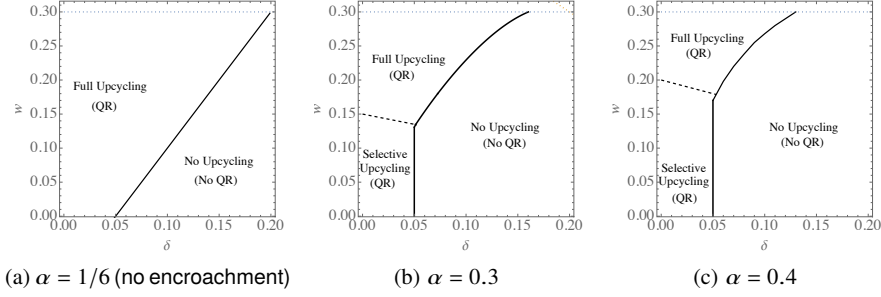 0.30
0.25
0.20
0.15
0.10
0.05
0.00
w
Full Upcycling
(QR)
No Upcycling
(No QR)
0.00 0.05 0.10 0.15 0.20
δ
(a) α = 1/6 (no encroachment)
0.30
0.25
0.20
0.15
0.10
0.05
0.00
w
Full Upcycling
(QR)
Selective
Upcycling
(QR)
No Upcycling
(No QR)
0.00 0.05 0.10 0.15 0.20
δ
(b) α = 0.3
0.30
0.25
0.20
0.15
0.10
0.05
0.00
w
Full Upcycling
(QR)
Selective
Upcycling
(QR)
No Upcycling
(No QR)
0.00 0.05 0.10 0.15 0.20
δ
(c) α = 0.4